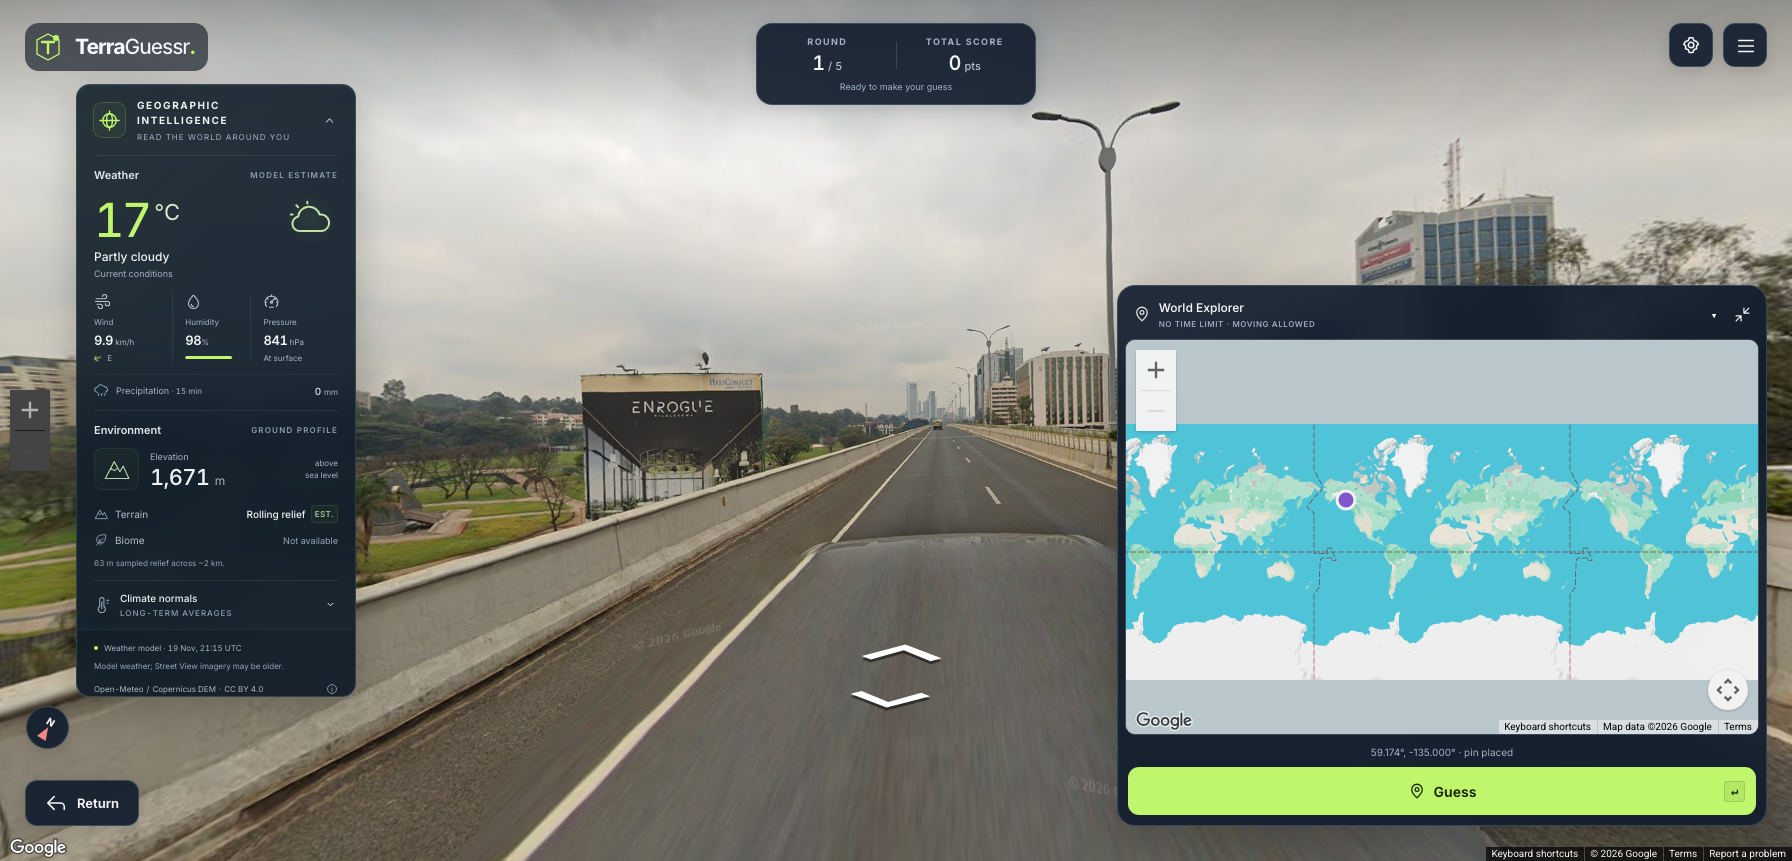 TerraGuessr.
ROUND
1 / 5
TOTAL SCORE
0 pts
Ready to make your guess
GEOGRAPHIC
INTELLIGENCE
READ THE WORLD AROUND YOU
Weather
MODEL ESTIMATE
17 °C
Partly cloudy
Current conditions
Wind
9.9 km/h
E
Humidity
98%
Pressure
841 hPa
At surface
Precipitation · 15 min
0 mm
Environment
GROUND PROFILE
Elevation
1,671 m
above
sea level
Terrain
Rolling relief EST.
Biome
Not available
63 m sampled relief across ~2 km.
Climate normals
LONG-TERM AVERAGES
Weather model · 19 Nov, 21:15 UTC
Model weather; Street View imagery may be older.
Open-Meteo / Copernicus DEM · CC BY 4.0
N
Return
Google
HASSCONSULT
ENROGUE
© 2026 Google
© 2026 Google
World Explorer
NO TIME LIMIT · MOVING ALLOWED
Google
Keyboard shortcuts
Map data ©2026 Google
Terms
59.174°, -135.000° · pin placed
Guess
Keyboard shortcuts
© 2026 Google
Terms
Report a problem